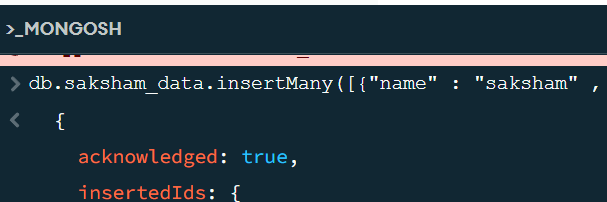 >_MONGOSH
> db.saksham_data.insertMany([{"name" : "saksham" ,
< {
acknowledged: true,
insertedIds: {